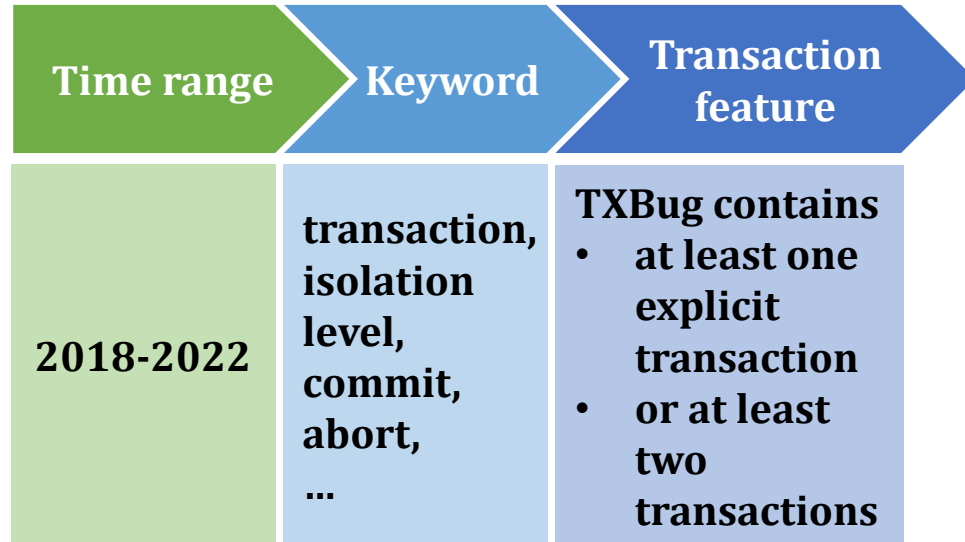 Time range
Keyword
Transaction
feature
2018-2022
transaction,
isolation
level,
commit,
abort,
...
TXBug contains
• at least one
explicit
transaction
• or at least
two
transactions